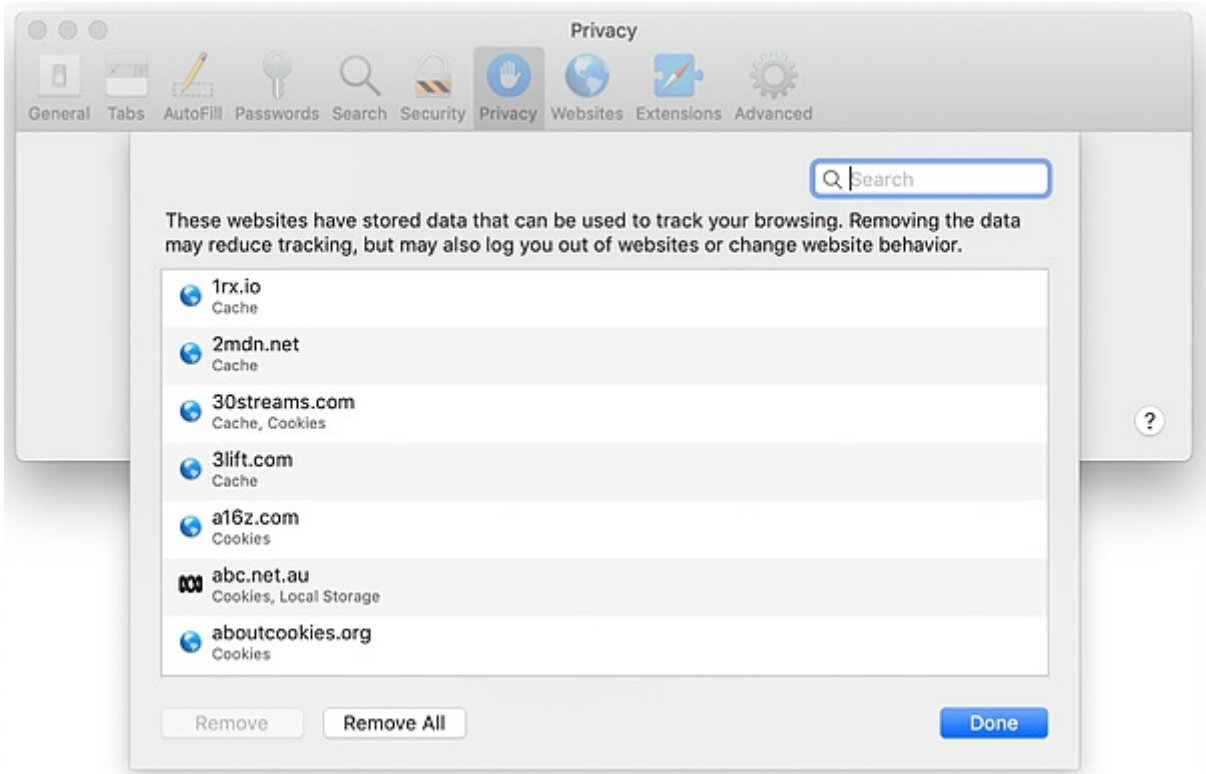 Privacy
General Tabs AutoFill Passwords Search Security Privacy Websites Extensions Advanced
Search
These websites have stored data that can be used to track your browsing. Removing the data
may reduce tracking, but may also log you out of websites or change website behavior.
1rx.io
Cache
2mdn.net
Cache
30streams.com
Cache, Cookies
3lift.com
Cache
a16z.com
Cookies
abc.net.au
Cookies, Local Storage
aboutcookies.org
Cookies
?
Remove Remove All Done